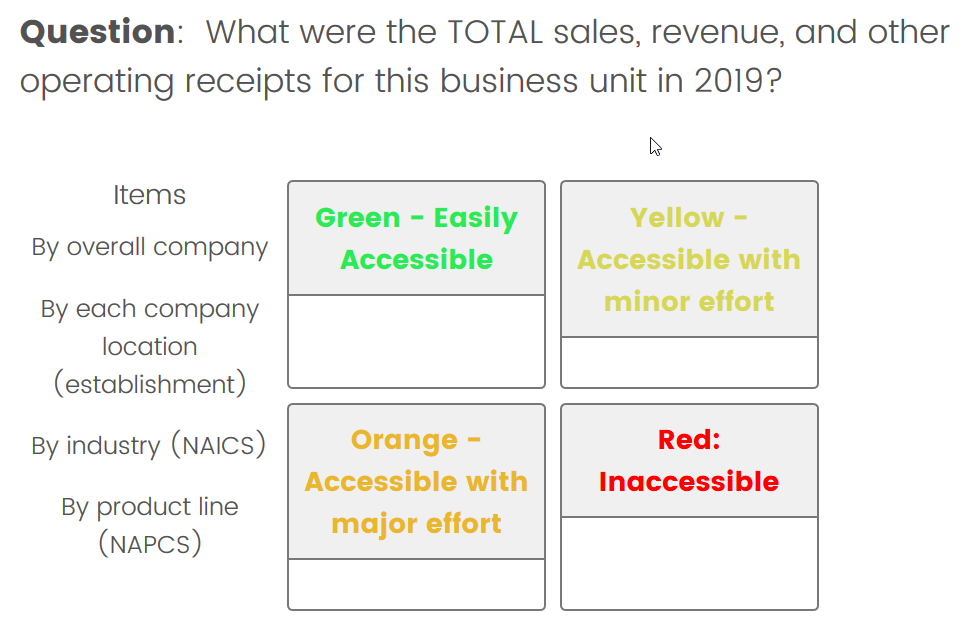 Question:  What were the TOTAL sales, revenue, and other
operating receipts for this business unit in 2019?
Items
By overall company
By each company
location
(establishment)
By industry (NAICS)
By product line
(NAPCS)
Green - Easily
Accessible
Yellow -
Accessible with
minor effort
Orange -
Accessible with
major effort
Red:
Inaccessible